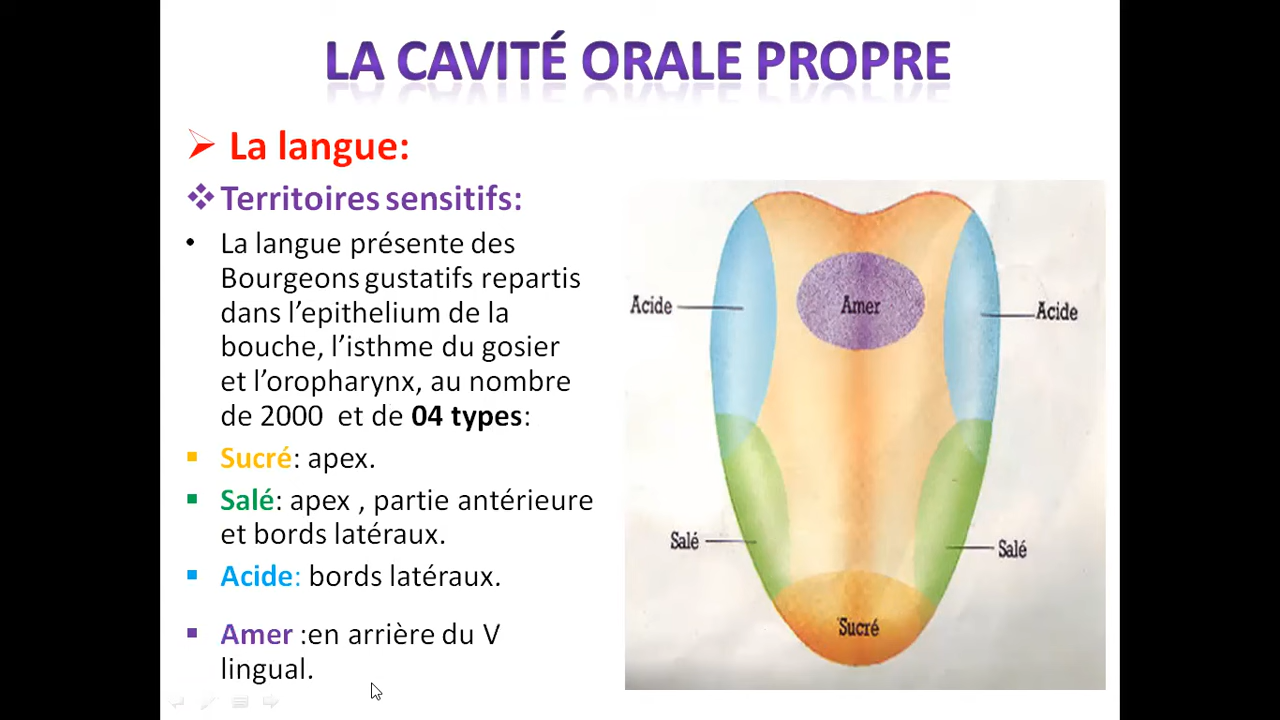 LA CAVITÉ ORALE PROPRE
La langue:
Territoires sensitifs:
La langue présente des
Bourgeons gustatifs repartis
dans l’epithelium de la
bouche, l’isthme du gosier
et l’oropharynx, au nombre
de 2000 et de 04 types:
Sucré: apex.
Salé: apex , partie antérieure
et bords latéraux.
Acide: bords latéraux.
Amer :en arrière du V
lingual.
Acide
Amer
Acide
Salé
Salé
Sucré